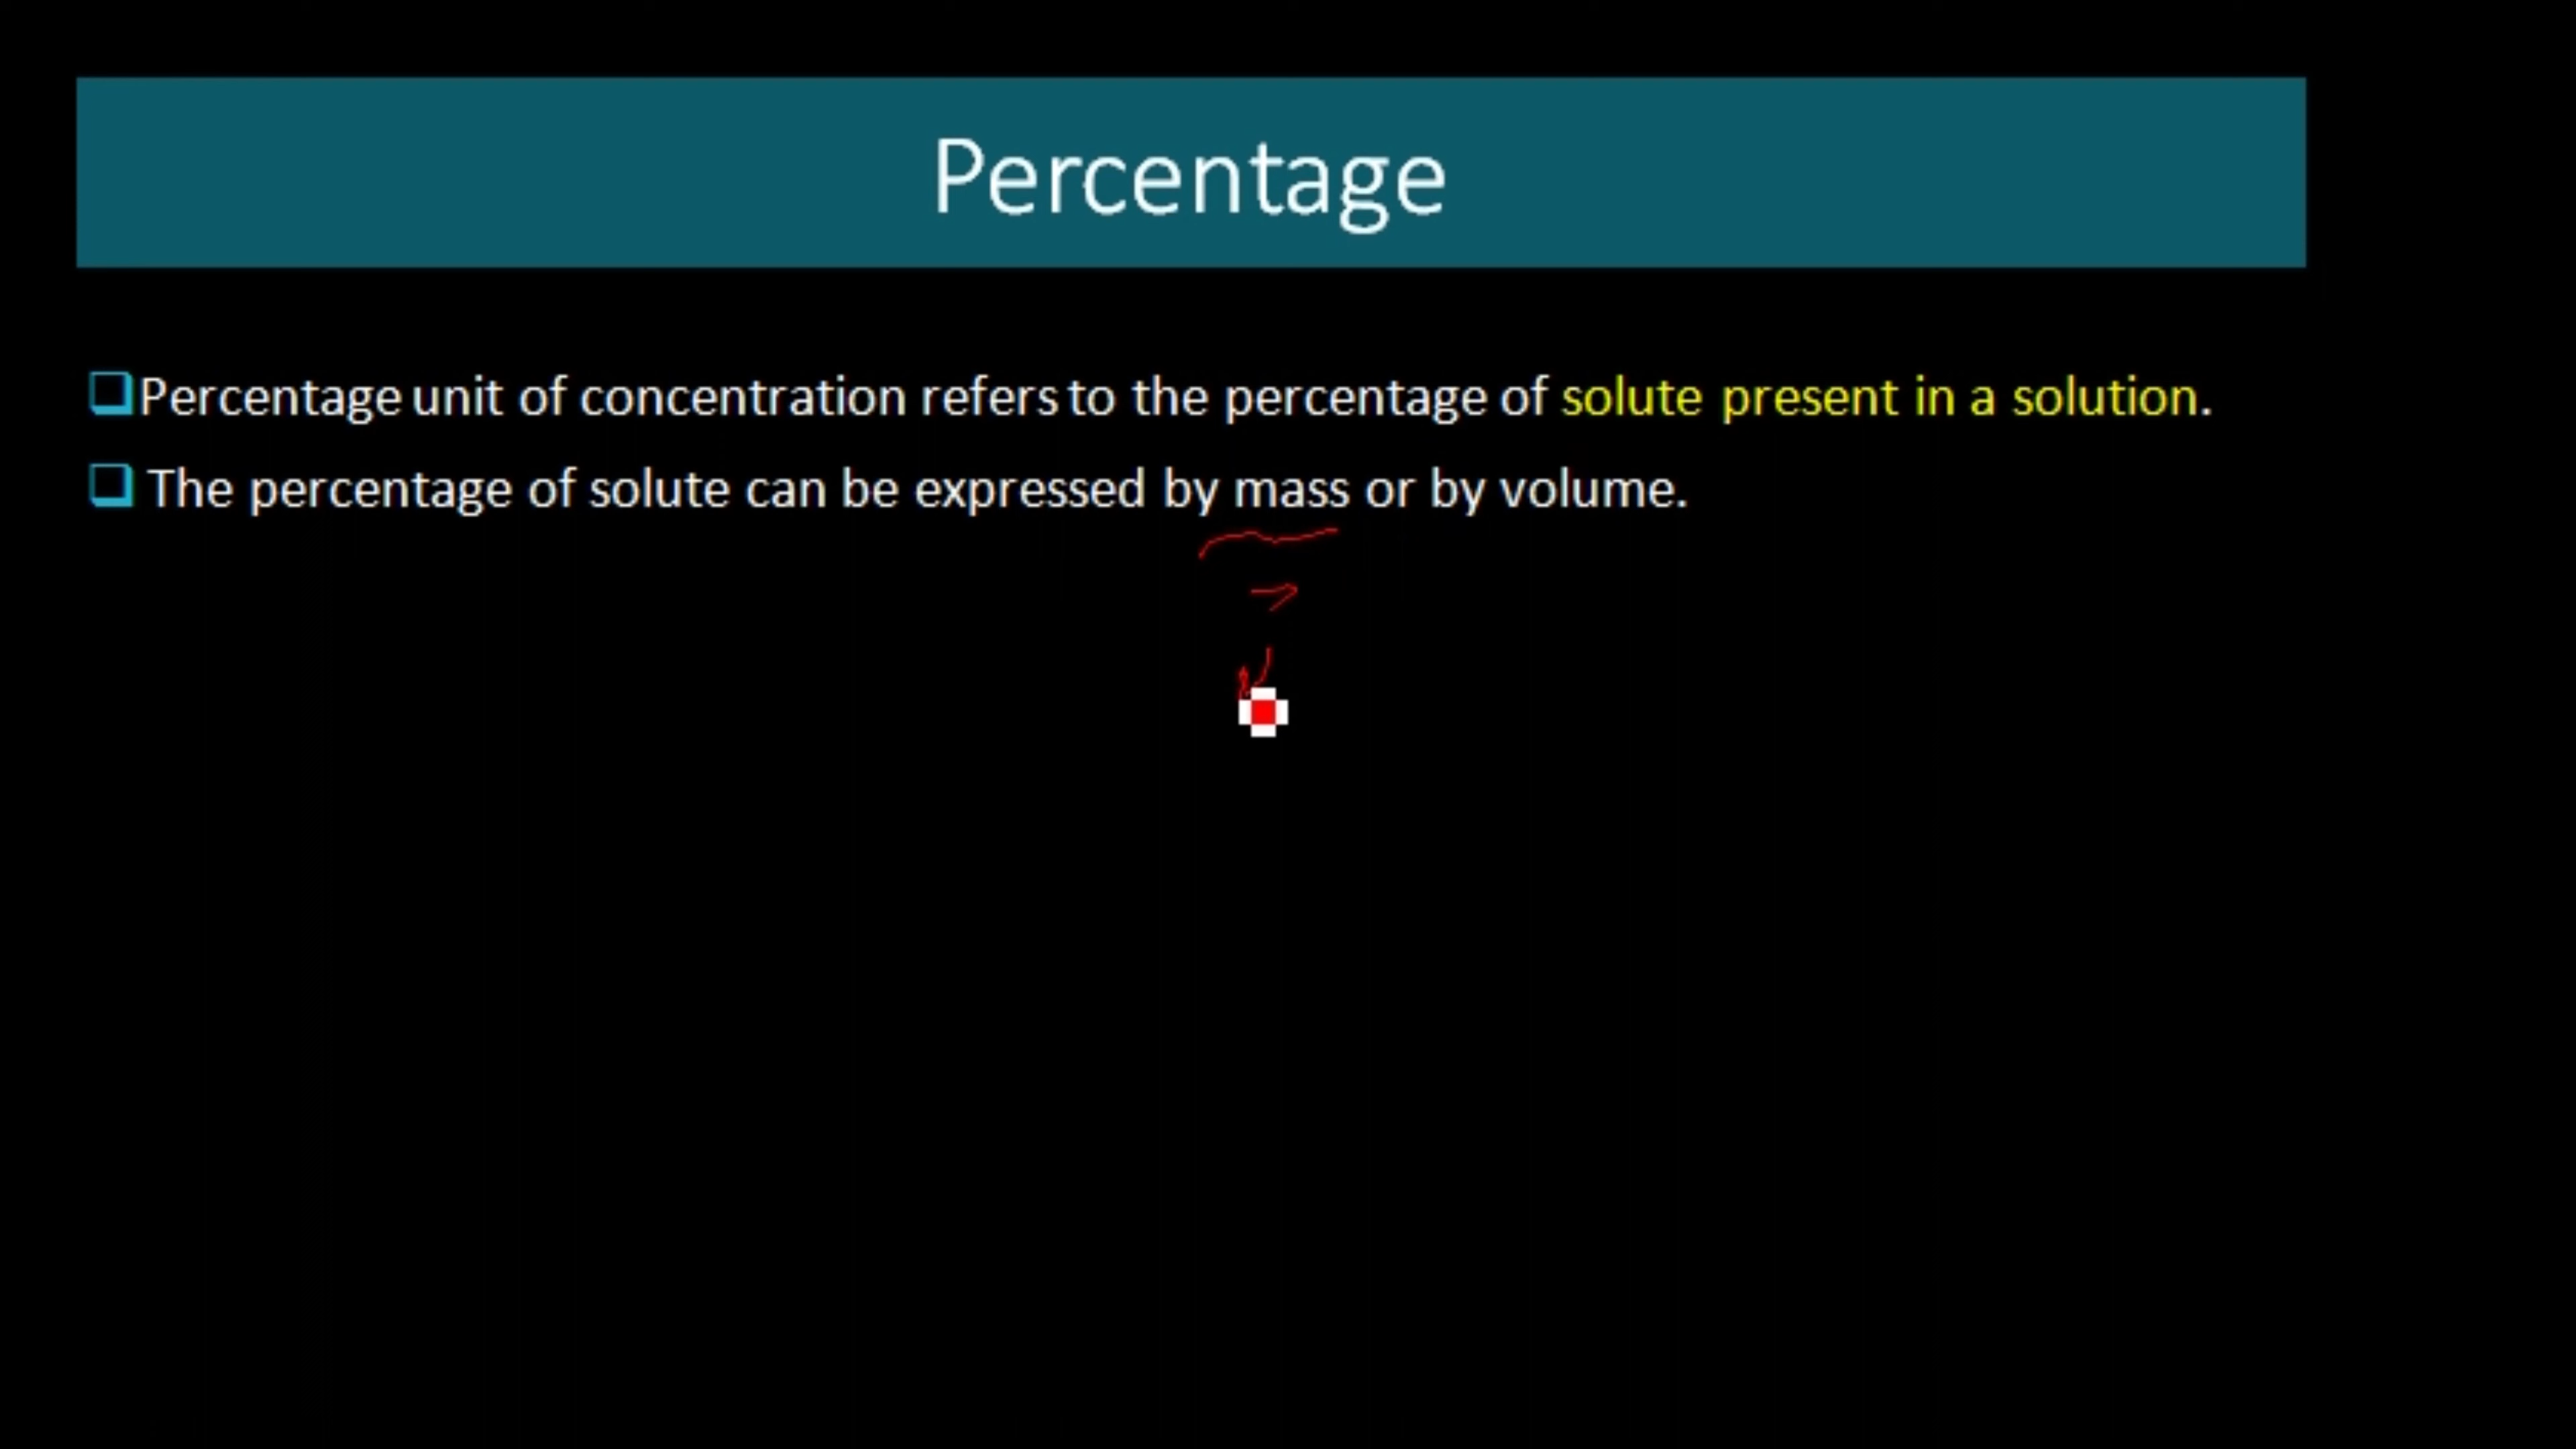 Percentage
Percentage unit of concentration refers to the percentage of solute present in a solution.
The percentage of solute can be expressed by mass or by volume.